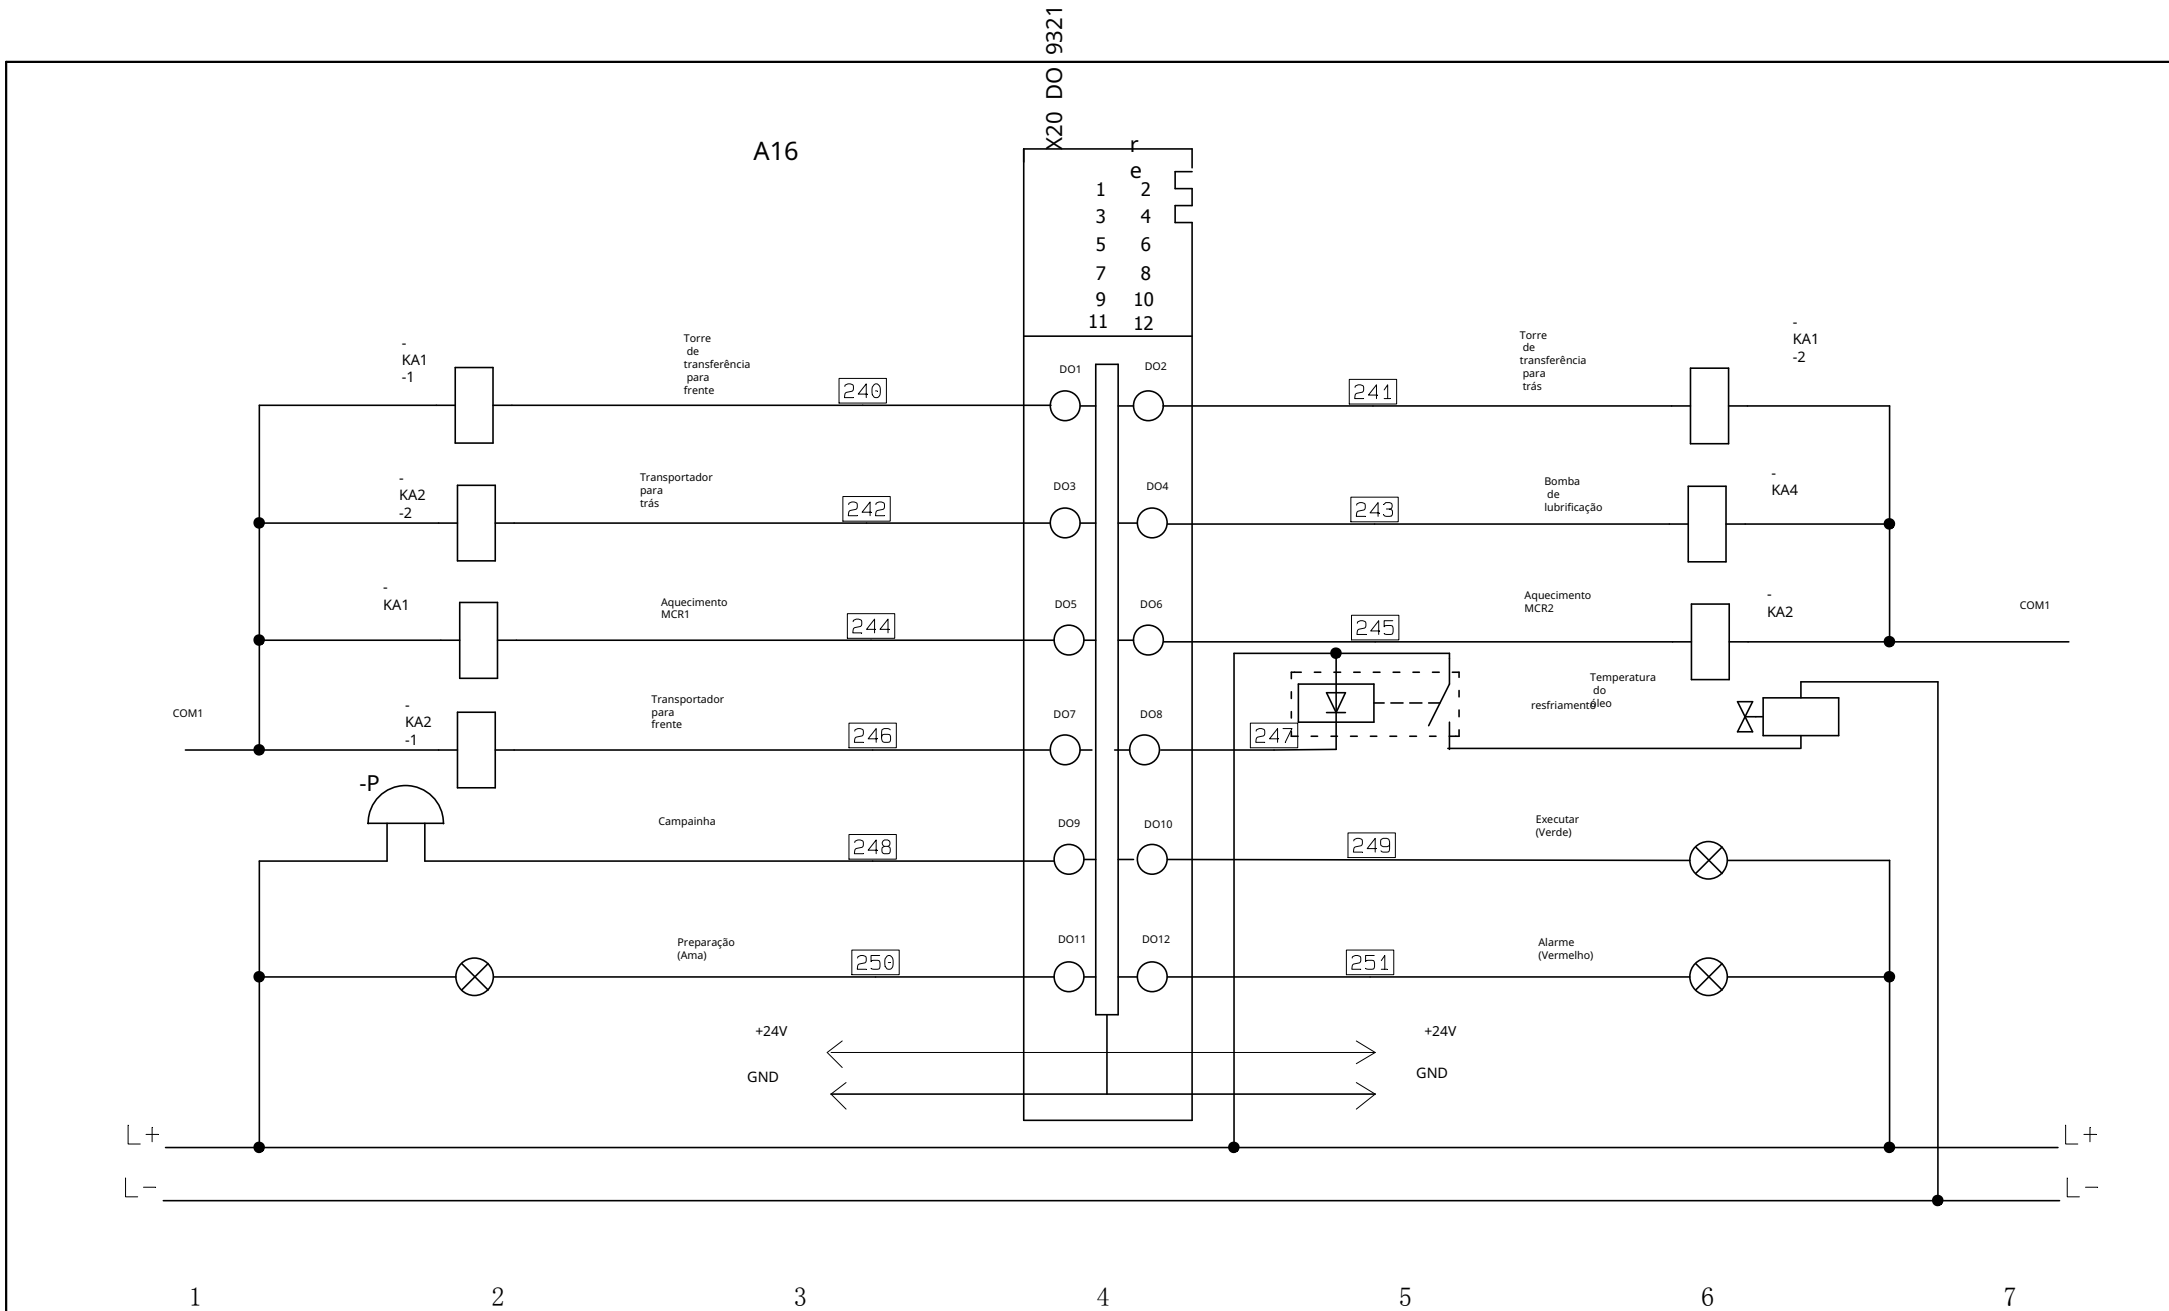 X20 DO 9321
A16
r
e
1 2
3 4
5 6
7 8
9 10
11 12
-
KA1
-1
Torre
de
transferência
para
frente
240
DO1
DO2
241
Torre
de
transferência
para
trás
-
KA1
-2
-
KA2
-2
Transportador
para
trás
242
DO3
DO4
243
Bomba
de
lubrificação
-
KA4
-
KA1
Aquecimento
MCR1
244
DO5
DO6
245
Aquecimento
MCR2
-
KA2
COM1
COM1
-
KA2
-1
Transportador
para
frente
246
DO7
DO8
247
Temperatura
do
óleo
resfriamento
-P
Campainha
248
DO9
DO10
249
Executar
(Verde)
Preparação
(Ama)
250
DO11
DO12
251
Alarme
(Vermelho)
+24V
+24V
GND
GND
L+
L+
L-
L-
1 2 3 4 5 6 7